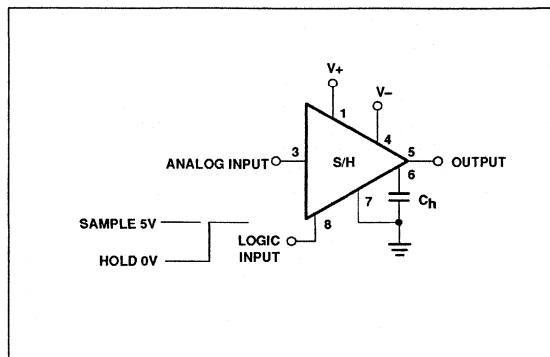 V+
V–
1
4
3
5
ANALOG INPUT
S/H
OUTPUT
6
7
Ch
8
SAMPLE 5V
LOGIC
INPUT
HOLD 0V